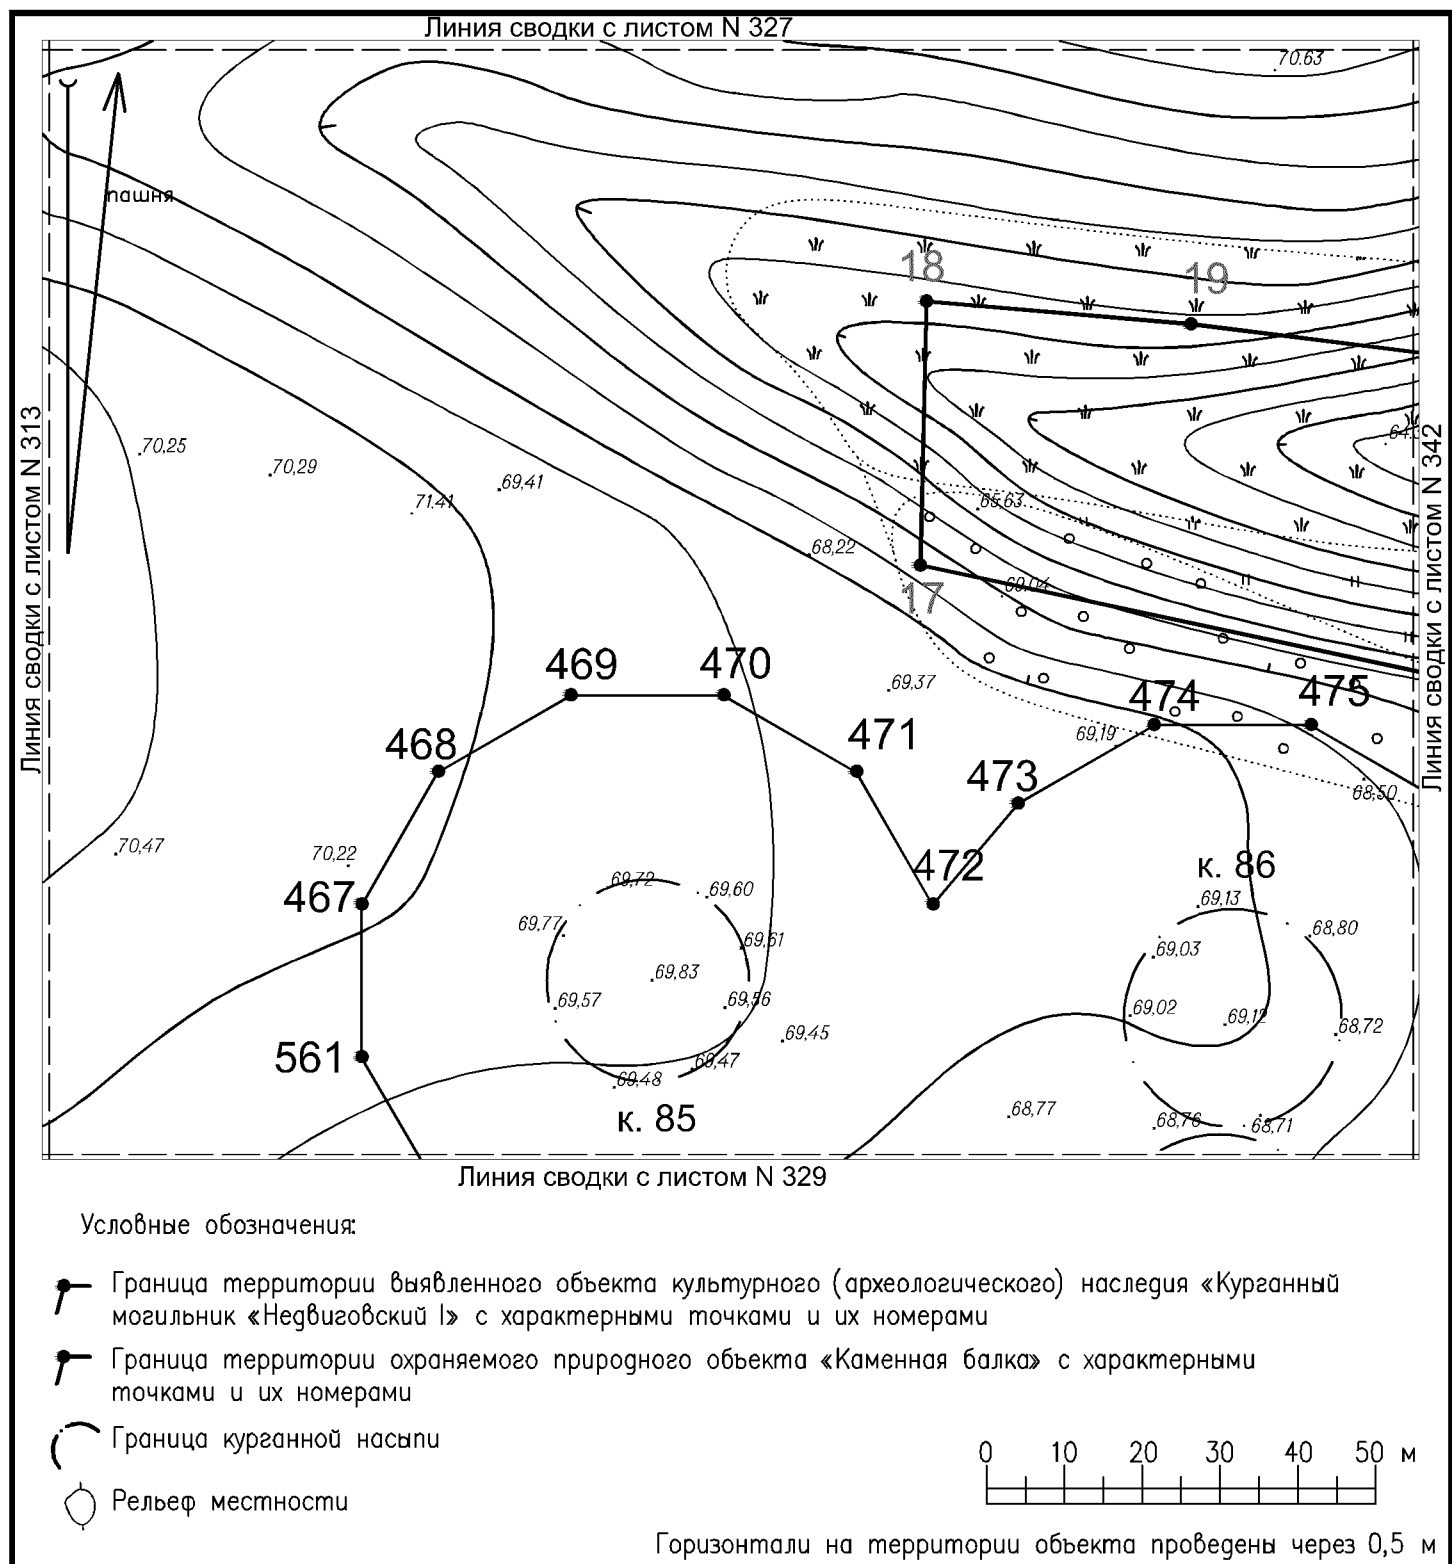 Линия сводки с листом N 327
70.63
пашня
18
19
Линия сводки с листом N 313
Линия сводки с листом N 342
70,25
70,29
69,41
71,41
65,63
68,22
69,04
17
469
470
69,37
474
475
468
471
69,19
473
68,50
70,47
70,22
467
472
к. 86
69,72
69,60
69,13
69,77
69,61
68,80
69,03
69,83
69,57
69,56
69,02
69,12
68,72
69,45
561
69,47
69,48
к. 85
68,77
68,76
68,71
Линия сводки с листом N 329
Условные обозначения:
Граница территории выявленного объекта культурного (археологического) наследия «Курганный
могильник «Недвиговский I» с характерными точками и их номерами
Граница территории охраняемого природного объекта «Каменная балка» с характерными
точками и их номерами
Граница курганной насыпи
Рельеф местности
0 10 20 30 40 50 м
Горизонтали на территории объекта проведены через 0,5 м